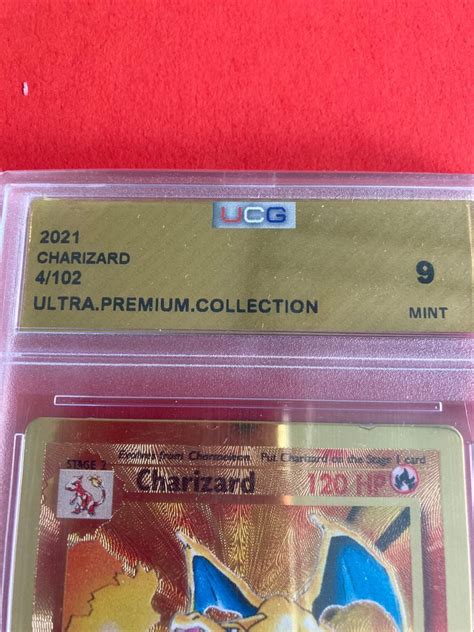 UCG
2021
CHARIZARD
4/102
ULTRA.PREMIUM.COLLECTION
9
MINT
Evolves from Charmeleon Put Charizard on the Stage 1 card
STAGE 2
Charizard 120 HP